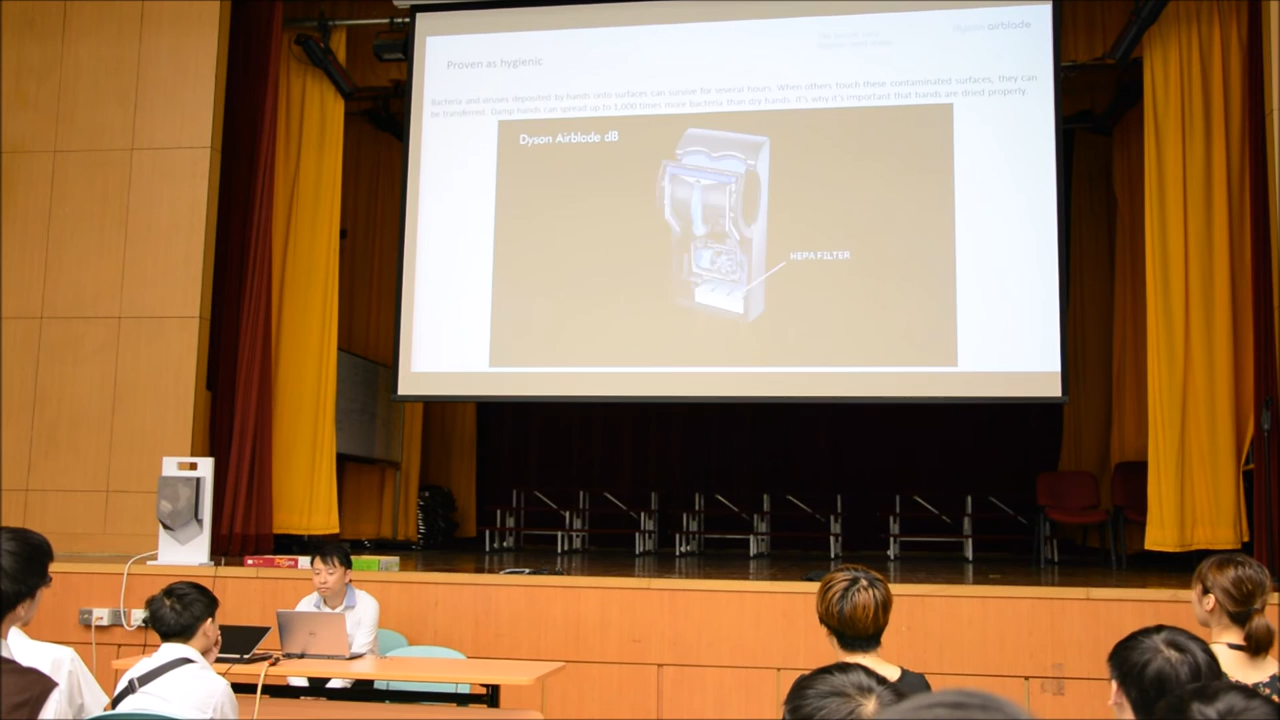 dyson airblade
Proven as hygienic
Bacteria and viruses deposited by hands onto surfaces can survive for several hours. When others touch these contaminated surfaces, they can
be transferred. Damp hands can spread up to 1,000 times more bacteria than dry hands. It's why it's important that hands are dried properly.
Dyson Airblade dB
HEPA FILTER